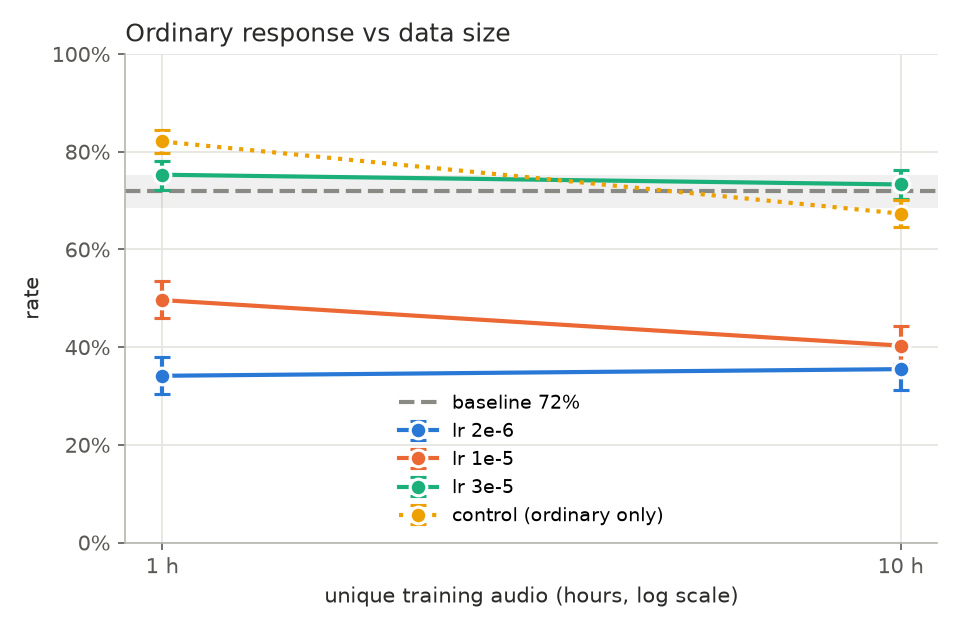 Ordinary response vs data size
100%
80%
60%
40%
20%
0%
rate
baseline 72%
lr 2e-6
lr 1e-5
lr 3e-5
control (ordinary only)
1 h
10 h
unique training audio (hours, log scale)